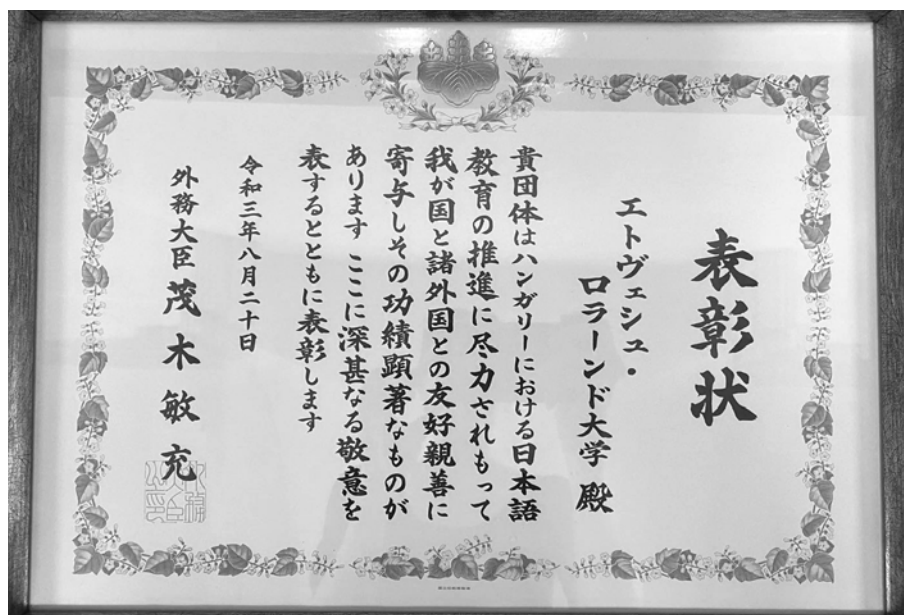 表彰状
エトヴェシュ・
ロラーンド大学 殿
貴団体はハンガリーにおける日本語
教育の推進に尽力されもって
我が国と諸外国との友好親善に
寄与しその功績顕著なものが
あります ここに深甚なる敬意を
表するとともに表彰します
令和三年八月二十日
外務大臣 茂木敏充